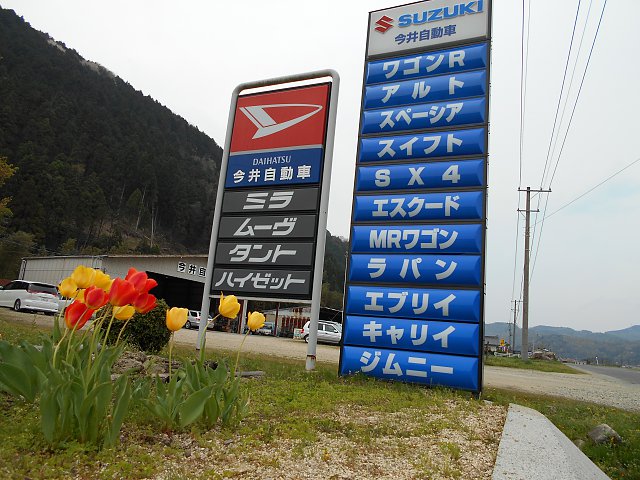 SUZUKI
今井自動車
ワゴンR
アルト
スペーシア
スイフト
SX4
エスクード
MRワゴン
ラパン
エブリイ
キャリイ
ジムニー
DAIHATSU
今井自動車
ミラ
ムーヴ
タント
ハイゼット
今井自